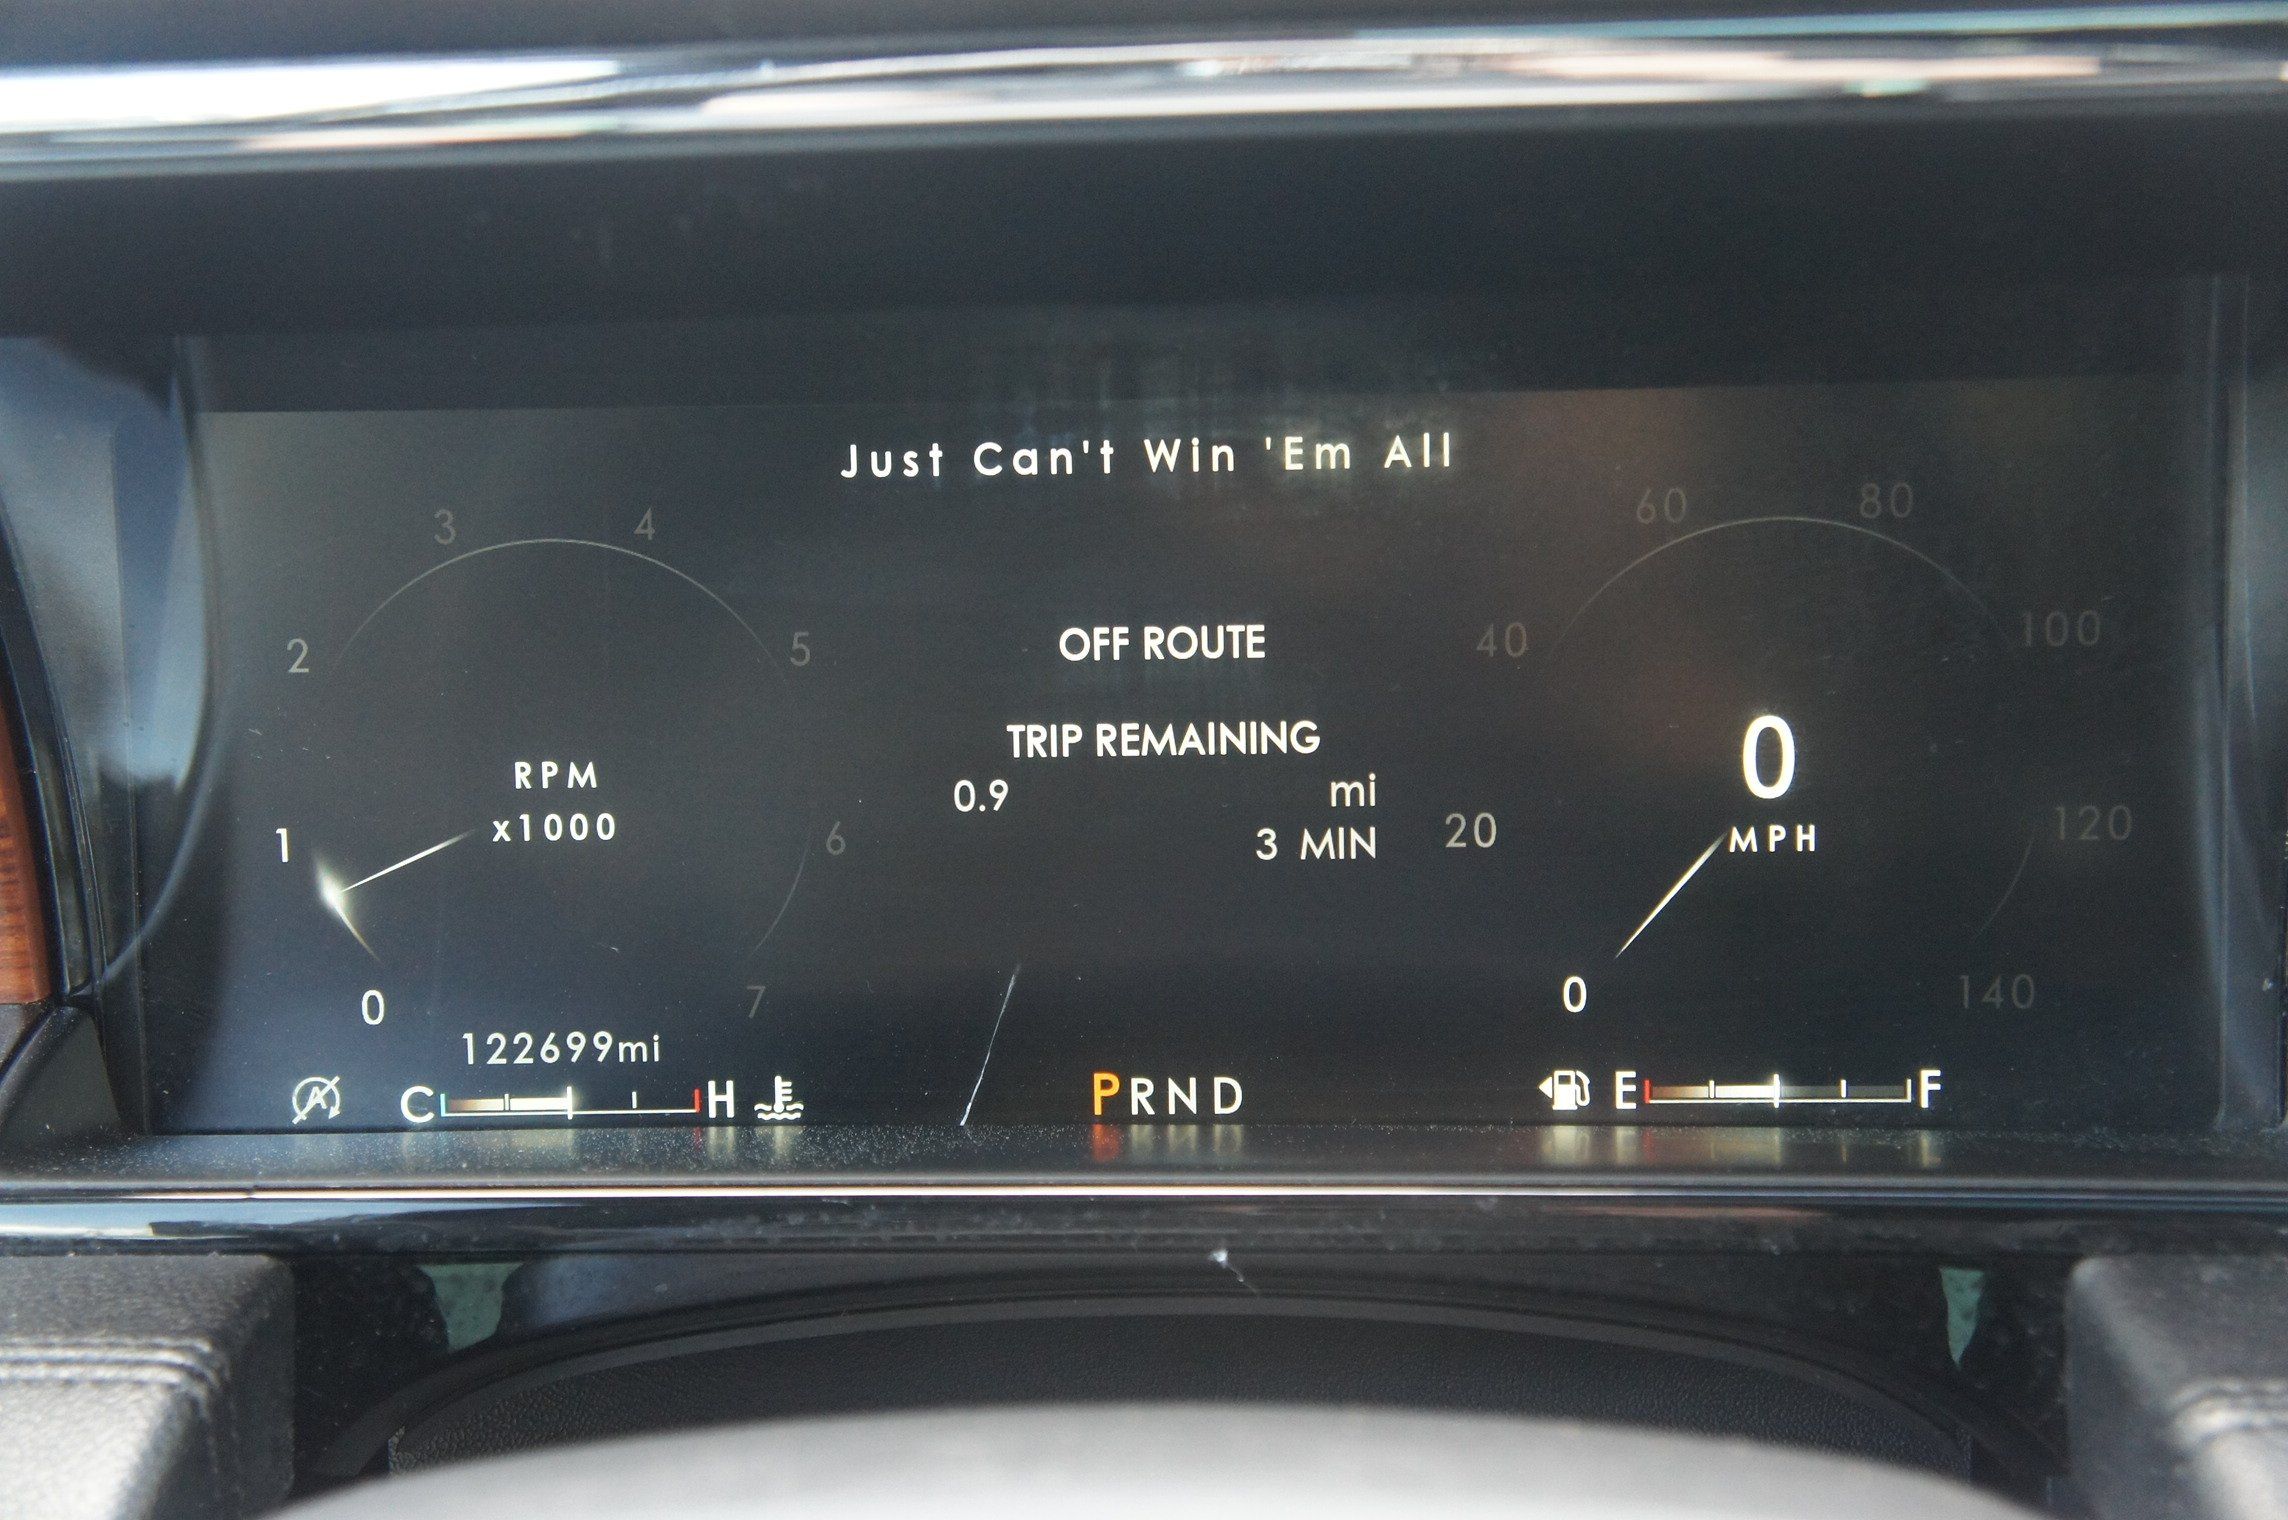 Just Can't Win 'Em All
3 4
2 5
1 6
0 7
RPM
x1000
122699mi
C H
OFF ROUTE
TRIP REMAINING
0.9 mi
3 MIN
PRND
60 80
40 100
20 120
0 140
0
MPH
E F